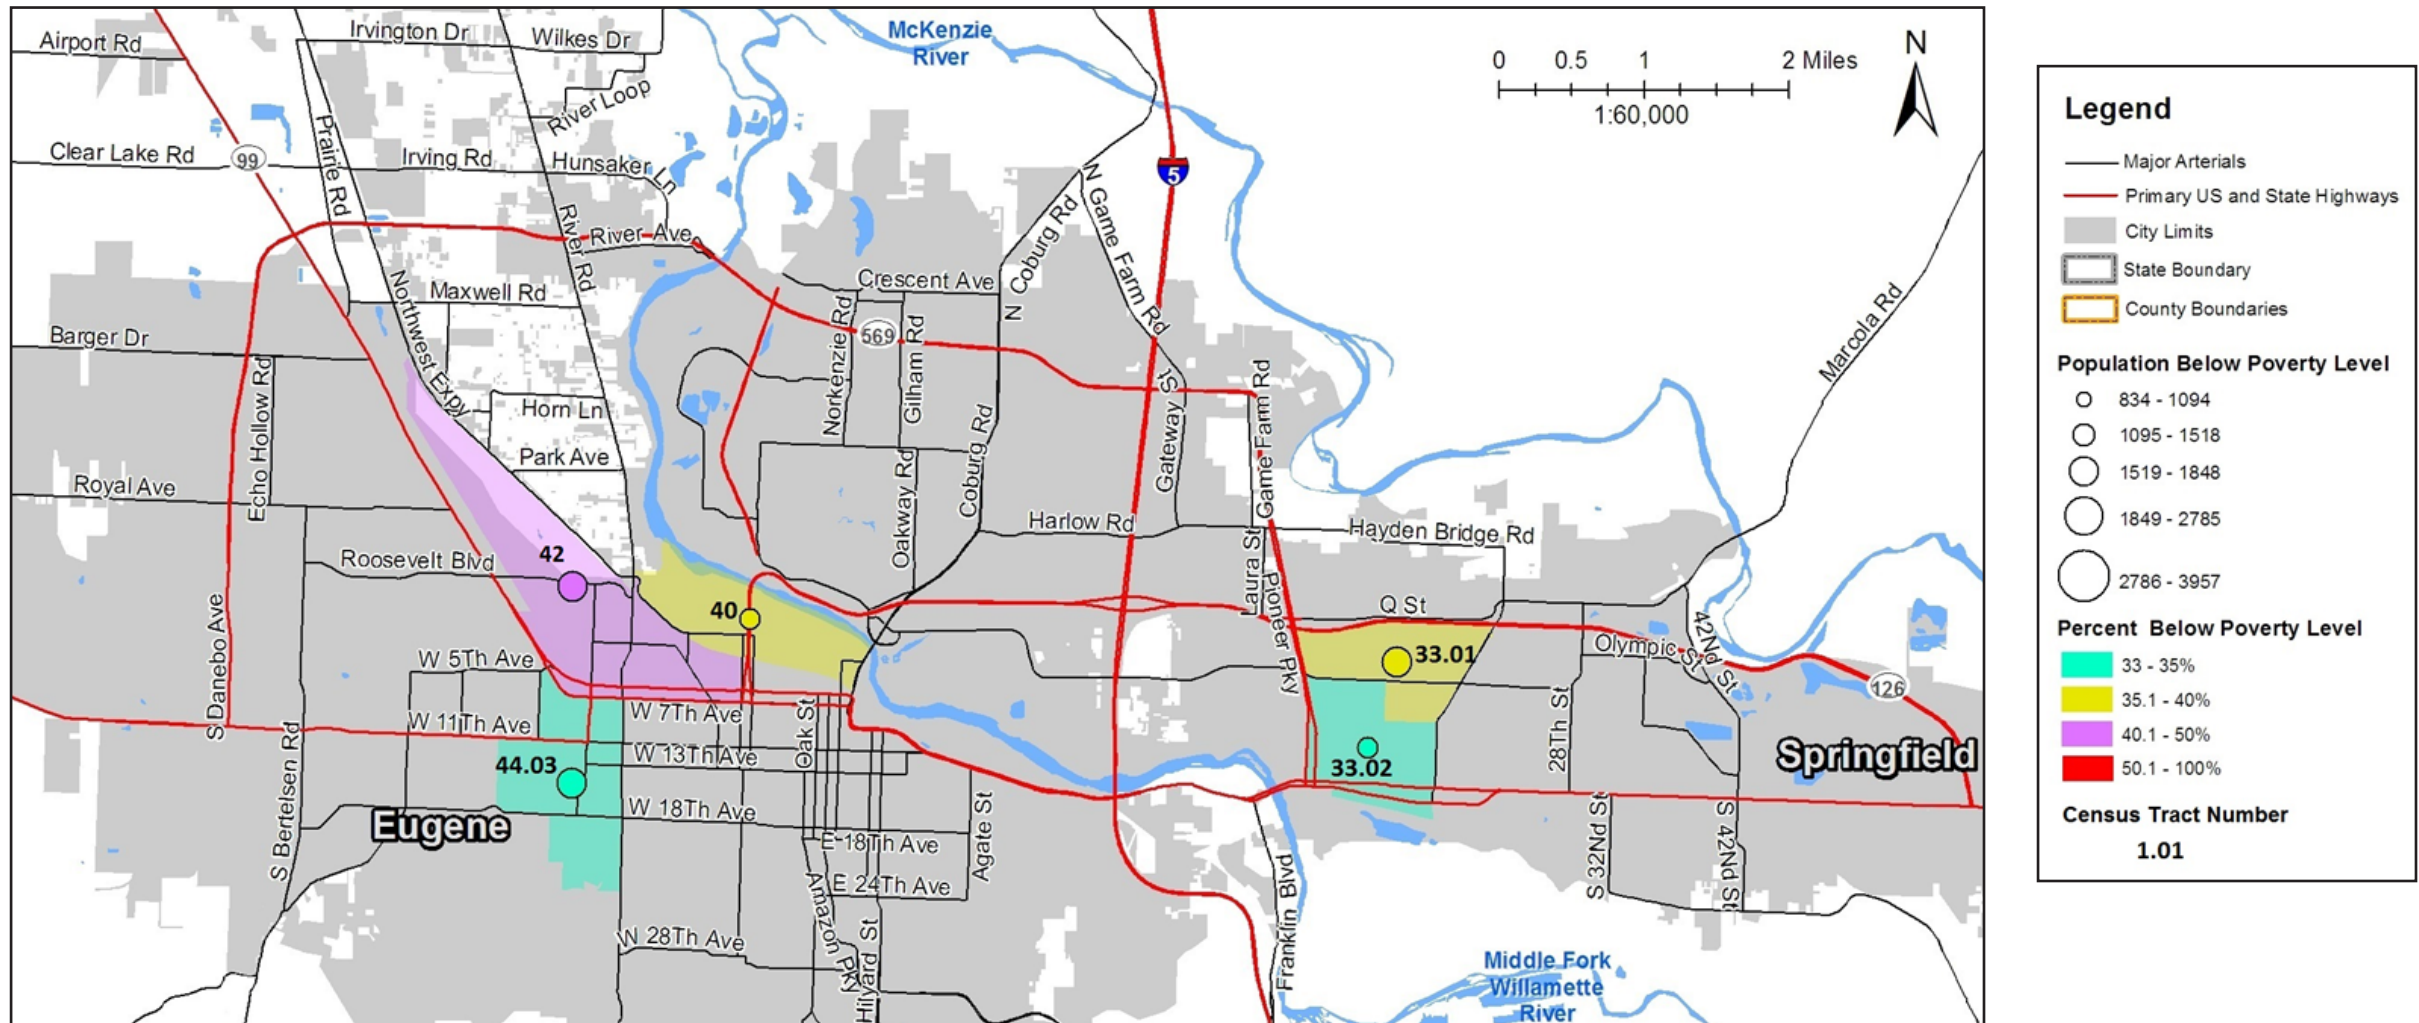 Airport Rd
Irvington Dr
Wilkes Dr
McKenzie
River
0 0.5 1 2 Miles
1:60,000
N
River Loop
Prairie Rd
Clear Lake Rd
99
Irving Rd
Hunsaker Ln
5
N Game Farm Rd
N Coburg Rd
River Rd
River Ave
Northwest Expy
Maxwell Rd
Crescent Ave
Marcola Rd
Barger Dr
569
Norkenzie Rd
Gilham Rd
Echo Hollow Rd
Horn Ln
Park Ave
Gateway St
Game Farm Rd
Royal Ave
Oakway Rd
Coburg Rd
Harlow Rd
Hayden Bridge Rd
Roosevelt Blvd
42
40
Laura St
Pioneer Pky
Q St
33.01
Olympic St
42Nd St
S Danebo Ave
W 5Th Ave
W 7Th Ave
W 11Th Ave
Oak St
126
28Th St
S Bertelsen Rd
W 13Th Ave
44.03
33.02
Springfield
Eugene
W 18Th Ave
E 18Th Ave
Agate St
E 24Th Ave
S 32Nd St
S 42Nd St
Amazon Pky
Hilyard St
W 28Th Ave
Franklin Blvd
Middle Fork
Willamette
River
Legend
Major Arterials
Primary US and State Highways
City Limits
State Boundary
County Boundaries
Population Below Poverty Level
834 - 1094
1095 - 1518
1519 - 1848
1849 - 2785
2786 - 3957
Percent Below Poverty Level
33 - 35%
35.1 - 40%
40.1 - 50%
50.1 - 100%
Census Tract Number
1.01